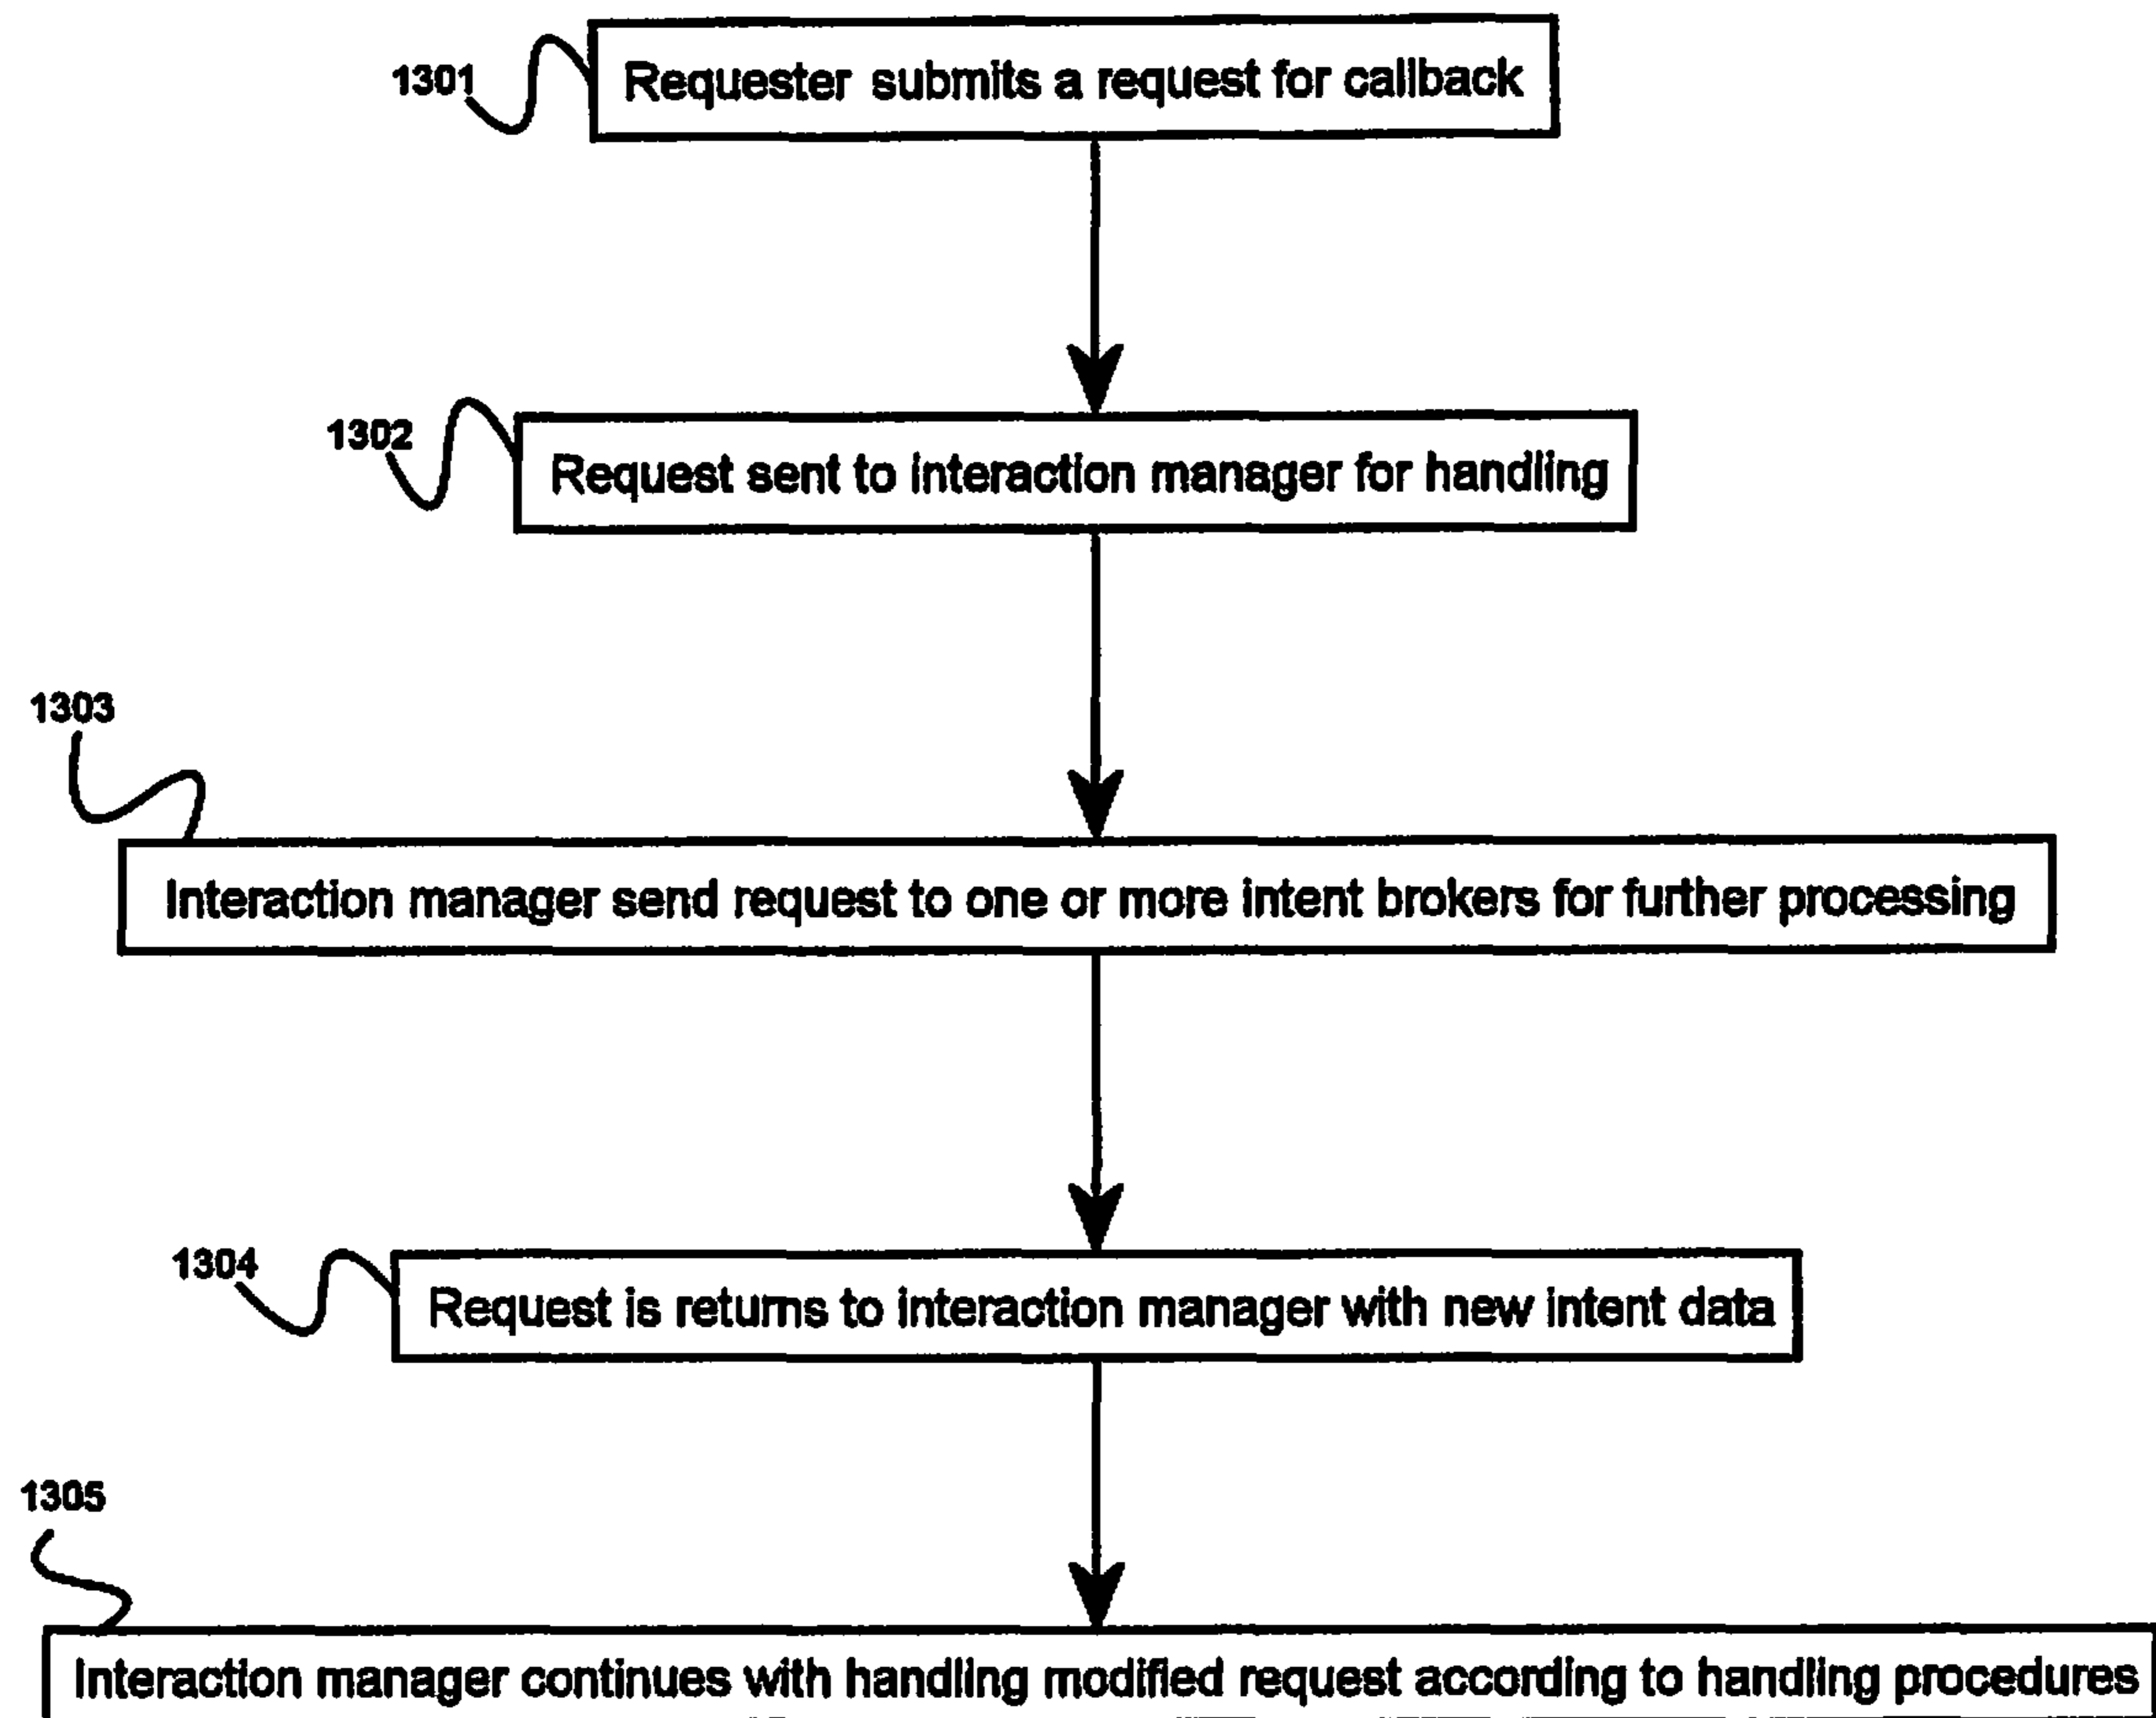 1301
Requester submits a request for callback
1302
Request sent to interaction manager for handling
1303
Interaction manager send request to one or more intent brokers for further processing
1304
Request is returns to interaction manager with new intent data
1305
Interaction manager continues with handling modified request according to handling procedures